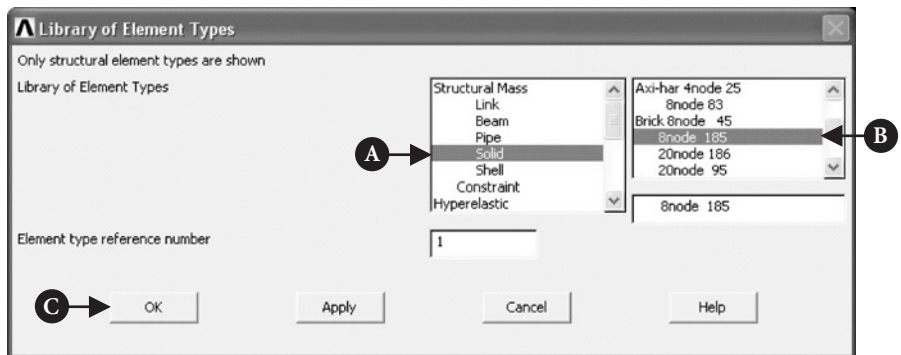 Library of Element Types
Only structural element types are shown
Library of Element Types
Structural Mass
Link
Beam
Pipe
Solid
Shell
Constraint
Hyperelastic
Axi-har 4node 25
8node 83
Brick 8node 45
8node 185
20node 186
20node 95
8node 185
A
B
Element type reference number
1
C
OK
Apply
Cancel
Help